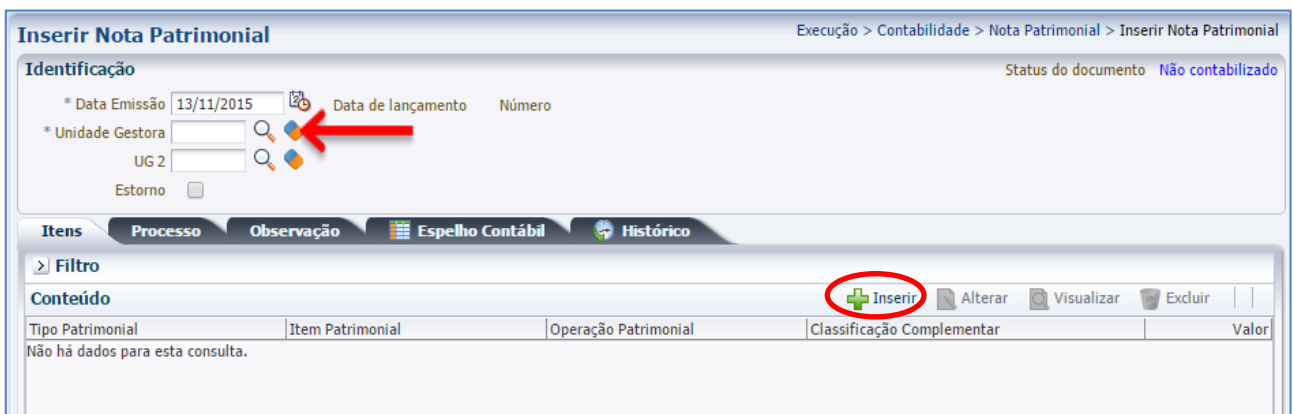 Inserir Nota Patrimonial Execução > Contabilidade > Nota Patrimonial > Inserir Nota Patrimonial
Identificação Status do documento Não contabilizado
* Data Emissão 13/11/2015 Data de lançamento Número
* Unidade Gestora
UG 2
Estorno
Itens Processo Observação Espelho Contábil Histórico
Filtro
Conteúdo Inserir Alterar Visualizar Excluir
Tipo Patrimonial Item Patrimonial Operação Patrimonial Classificação Complementar Valor
Não há dados para esta consulta.